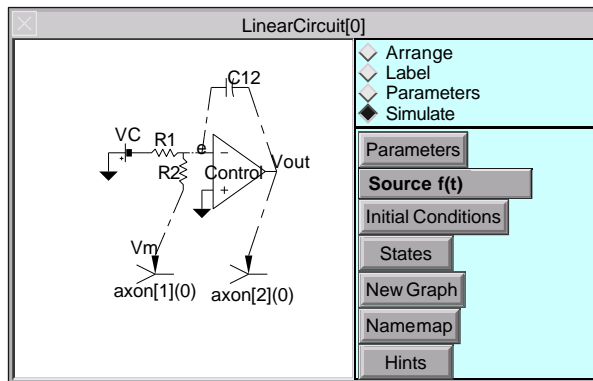 LinearCircuit[0]
C12
VC
R1
e
R2
Control
Vout
Vm
axon[1](0)
axon[2](0)
Arrange
Label
Parameters
Simulate
Parameters
Source f(t)
Initial Conditions
States
New Graph
Namemap
Hints